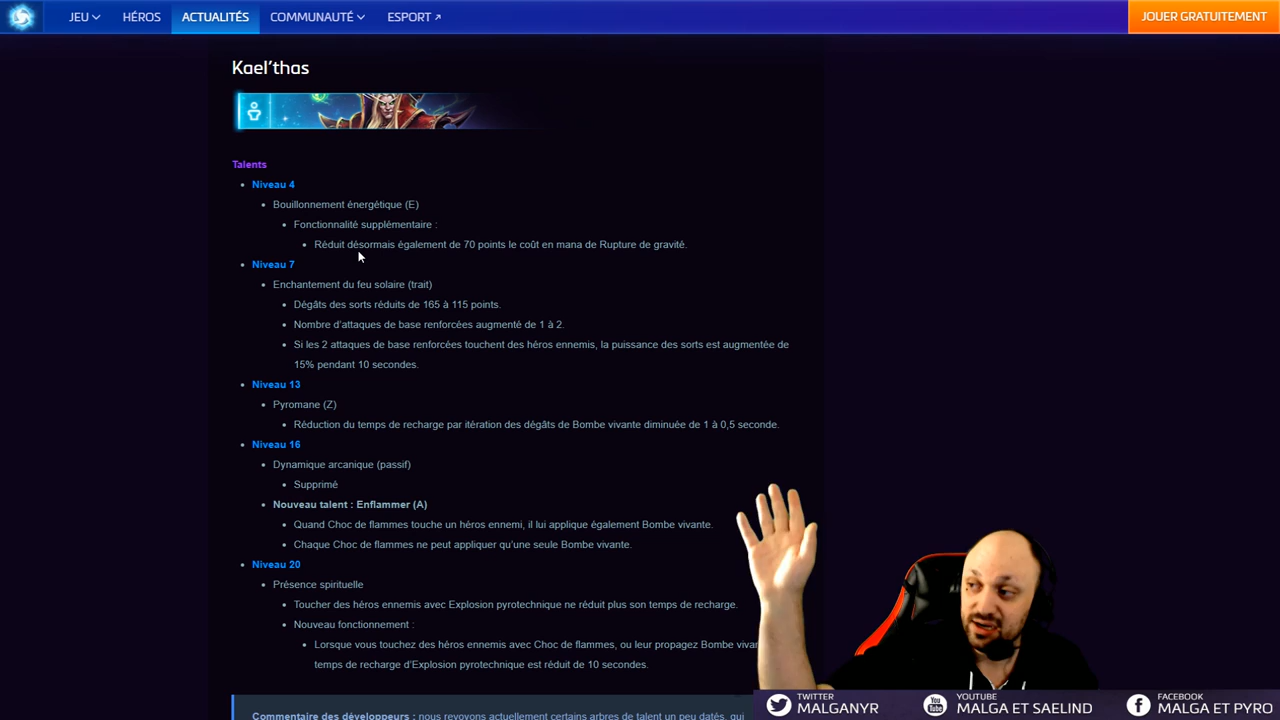 JEU HÉROS ACTUALITÉS COMMUNAUTÉ ESPORT JOUER GRATUITEMENT
Kael'thas
Talents
Niveau 4
Bouillonnement énergétique (E)
Fonctionnalité supplémentaire :
Réduit désormais également de 70 points le coût en mana de Rupture de gravité.
Niveau 7
Enchantement du feu solaire (trait)
Dégâts des sorts réduits de 165 à 115 points.
Nombre d'attaques de base renforcées augmenté de 1 à 2.
Si les 2 attaques de base renforcées touchent des héros ennemis, la puissance des sorts est augmentée de
15% pendant 10 secondes.
Niveau 13
Pyromane (Z)
Réduction du temps de recharge par itération des dégâts de Bombe vivante diminuée de 1 à 0,5 seconde.
Niveau 16
Dynamique arcanique (passif)
Supprimé
Nouveau talent : Enflammer (A)
Quand Choc de flammes touche un héros ennemi, il lui applique également Bombe vivante.
Chaque Choc de flammes ne peut appliquer qu'une seule Bombe vivante.
Niveau 20
Présence spirituelle
Toucher des héros ennemis avec Explosion pyrotechnique ne réduit plus son temps de recharge.
Nouveau fonctionnement :
Lorsque vous touchez des héros ennemis avec Choc de flammes, ou leur propagez Bombe
temps de recharge d'Explosion pyrotechnique est réduit de 10 secondes.
Commentaire des développeurs : nous revoyons actuellement certains arbres de talent un peu datés, qui
TWITTER
MALGANYR
YOUTUBE
MALGA ET SAELIND
FACEBOOK
MALGA ET PYRO